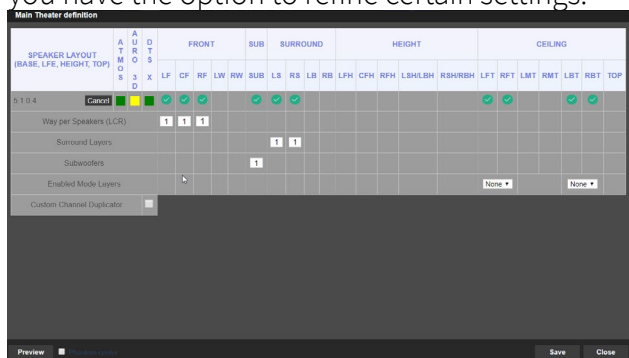 you have the option to refine certain settings.
Main Theater definition
SPEAKER LAYOUT
(BASE, LFE, HEIGHT, TOP)
ATMOS
AURO 3D
DTS X
FRONT SUB SURROUND HEIGHT CEILING
LF CF RF LW RW SUB LS RS LB RB LFH CFH RFH LSH/LBH RSH/RBH LFT RFT LMT RMT LBT RBT TOP
5.1.0.4 Cancel
Way per Speakers (LCR) 1 1 1
Surround Layers 1 1
Subwoofers 1
Enabled Mode Layers None None
Custom Channel Duplicator
Preview Save Close